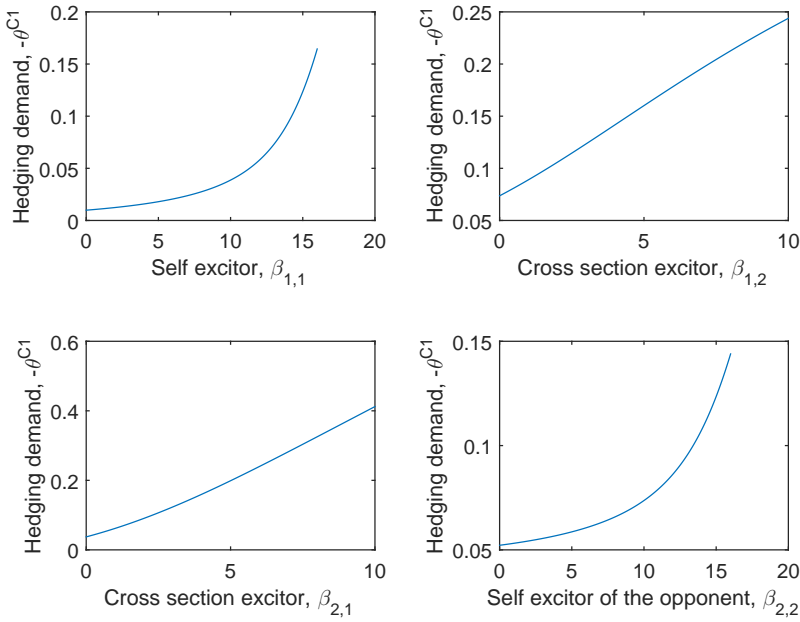 Hedging demand, -θ^C1
0.2
0.15
0.1
0.05
0
0 5 10 15 20
Self excitor, β_1,1
Hedging demand, -θ^C1
0.25
0.2
0.15
0.1
0.05
0 5 10
Cross section excitor, β_1,2
Hedging demand, -θ^C1
0.6
0.4
0.2
0
0 5 10
Cross section excitor, β_2,1
Hedging demand, -θ^C1
0.15
0.1
0.05
0 5 10 15 20
Self excitor of the opponent, β_2,2